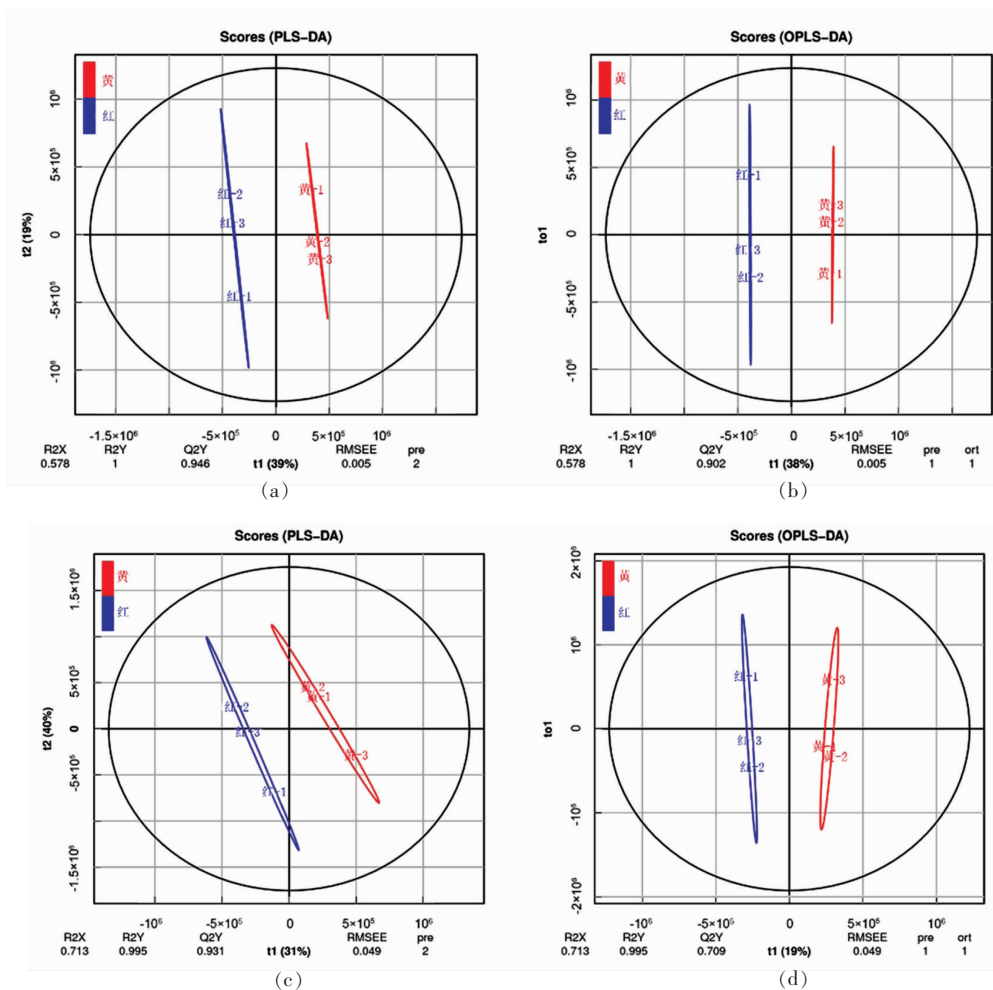 Scores (PLS-DA)
黄
红
10⁶
5×10⁵
0
-5×10⁵
-10⁶
t2 (19%)
红-2
红-3
红-1
黄-1
黄-2
黄-3
-1.5×10⁶ -5×10⁵ 0 5×10⁵ 10⁶
R2X R2Y Q2Y RMSEE pre
0.578 1 0.946 t1 (39%) 0.005 2
(a)
Scores (OPLS-DA)
黄
红
10⁶
5×10⁵
0
-5×10⁵
-10⁶
to1
红-1
红-3
红-2
黄-3
黄-2
黄-1
-1.5×10⁶ -5×10⁵ 0 5×10⁵ 10⁶
R2X R2Y Q2Y RMSEE pre ort
0.578 1 0.902 t1 (38%) 0.005 1 1
(b)
Scores (PLS-DA)
黄
红
1.5×10⁶
5×10⁵
0
-5×10⁵
-1.5×10⁶
t2 (40%)
红-2
红-3
红-1
黄-2
黄-1
黄-3
-10⁶ -5×10⁵ 0 5×10⁵ 10⁶
R2X R2Y Q2Y RMSEE pre
0.713 0.995 0.931 t1 (31%) 0.049 2
(c)
Scores (OPLS-DA)
黄
红
2×10⁶
10⁶
0
-10⁶
-2×10⁶
to1
红-1
红-3
红-2
黄-3
黄-1
黄-2
-10⁶ -5×10⁵ 0 5×10⁵ 10⁶
R2X R2Y Q2Y RMSEE pre ort
0.713 0.995 0.709 t1 (19%) 0.049 1 1
(d)